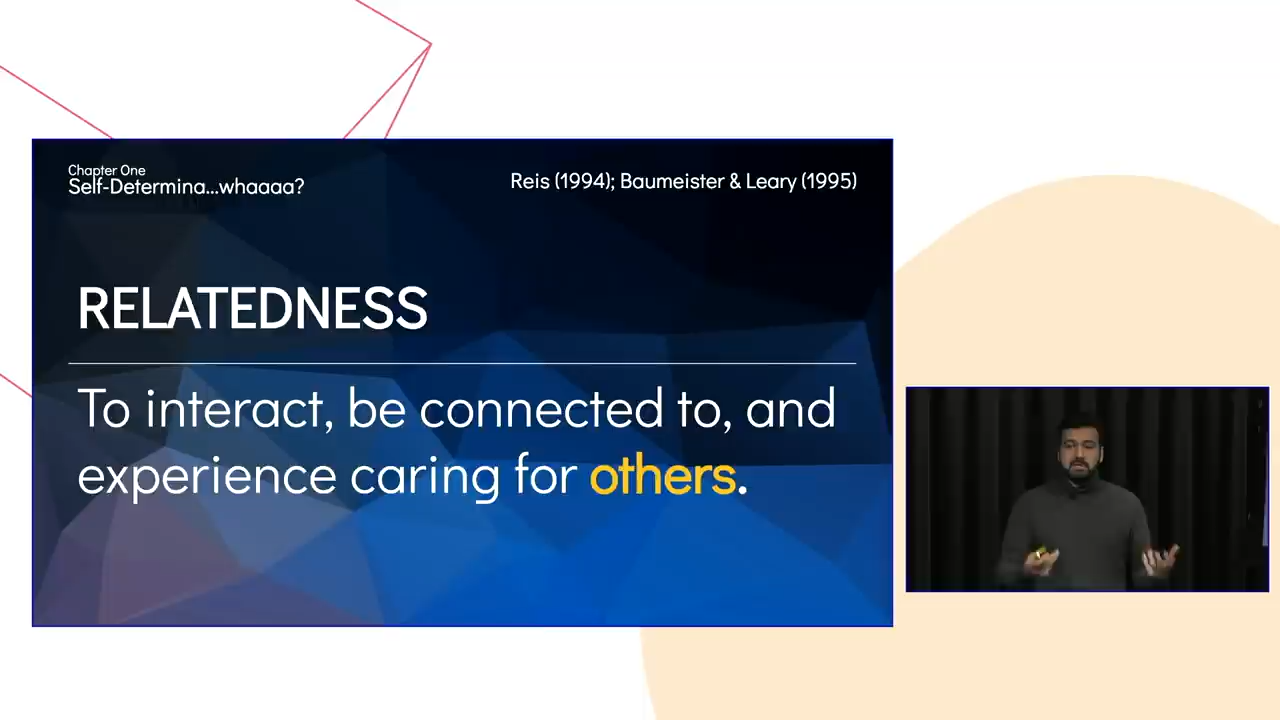 Chapter One
Self-Determina...whaaaa?
Reis (1994); Baumeister & Leary (1995)
RELATEDNESS
To interact, be connected to, and
experience caring for others.